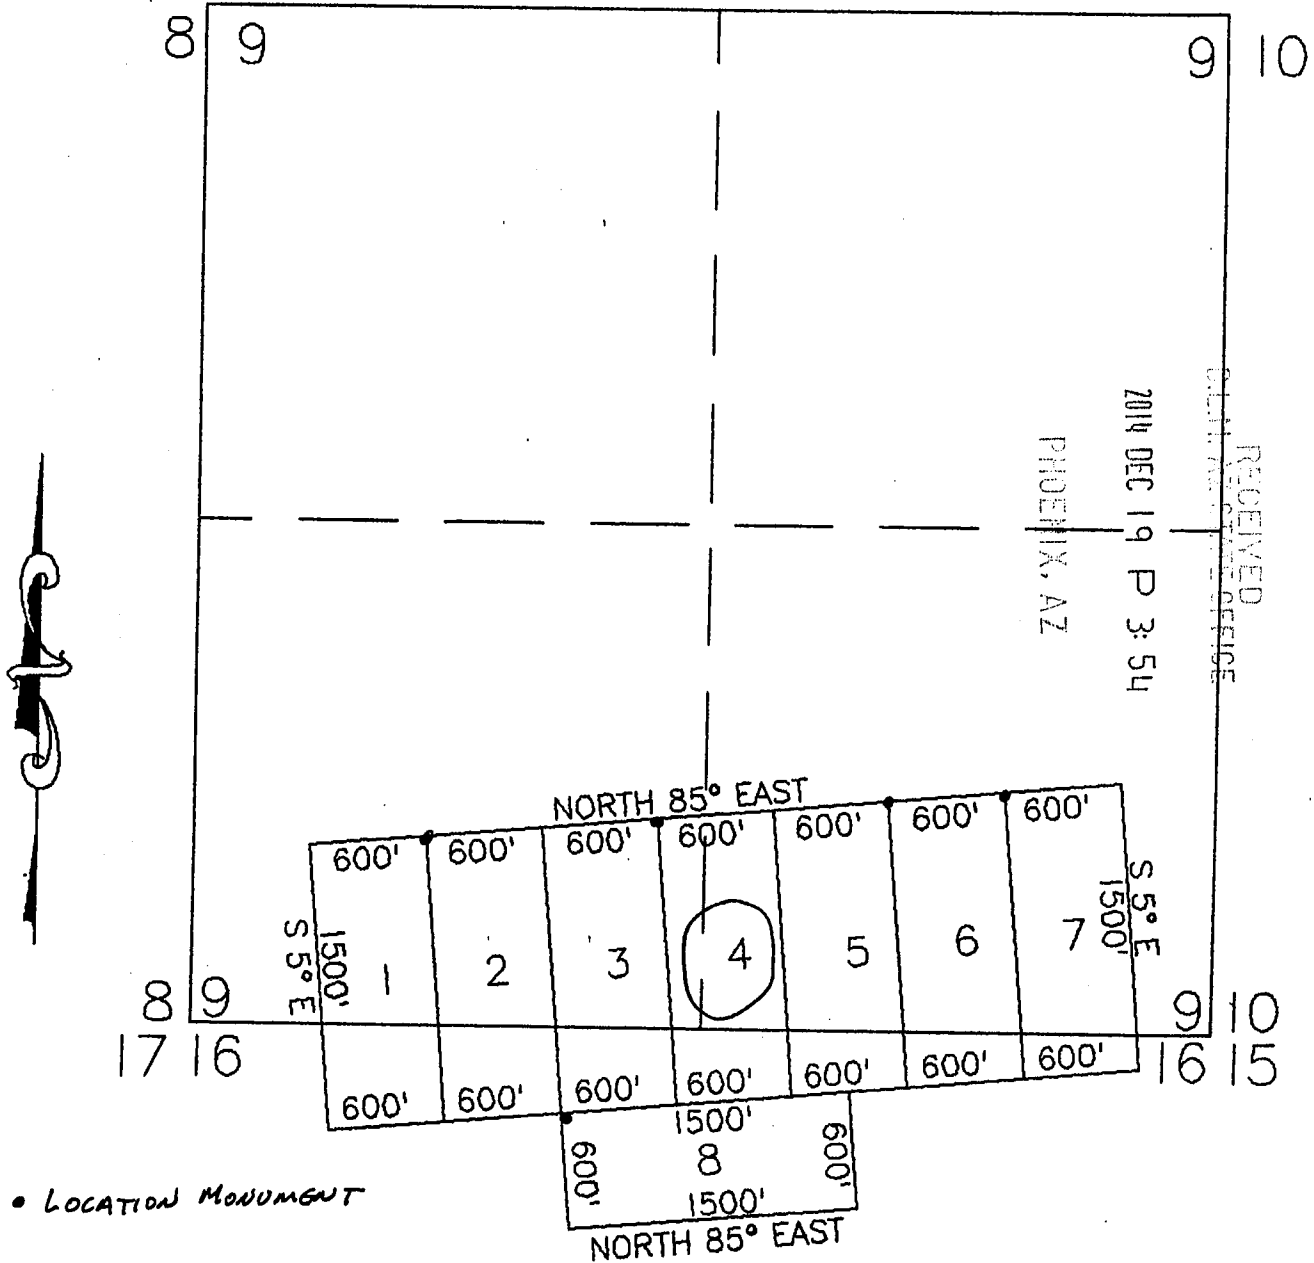 8 9
9 10
RECEIVED
2014 DEC 19 P 3:54
PHOENIX, AZ
NORTH 85° EAST
600' 600' 600' 600' 600' 600' 600'
S 5° E
1500'
1 2 3 4 5 6 7
1500'
S 5° E
8 9
9 10
17 16
16 15
600' 600' 600' 600' 600' 600' 600'
1500'
600'
8
600'
1500'
NORTH 85° EAST
• LOCATION MONUMENT